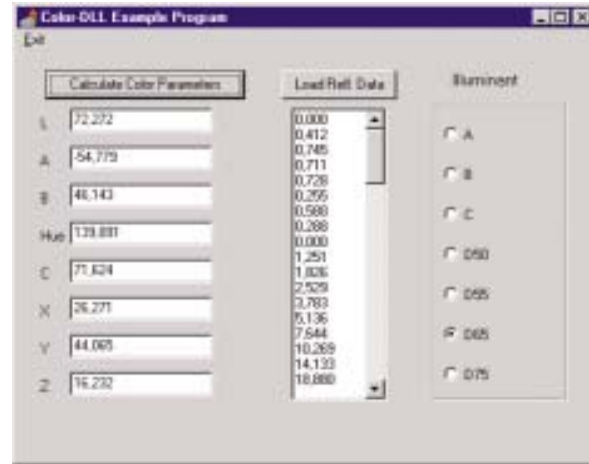 Color-DLL Example Program
Exit
Calculate Color Parameters
L 72,272
A -54,779
B 46,143
Hue 139,891
C 71,624
X 26,271
Y 44,065
Z 16,232
Load Refl. Data
0,000
0,412
0,745
0,711
0,728
0,255
0,588
0,288
0,000
1,251
1,826
2,529
3,783
5,136
7,644
10,269
14,133
18,880
Illuminent
A
B
C
D50
D55
D65
D75